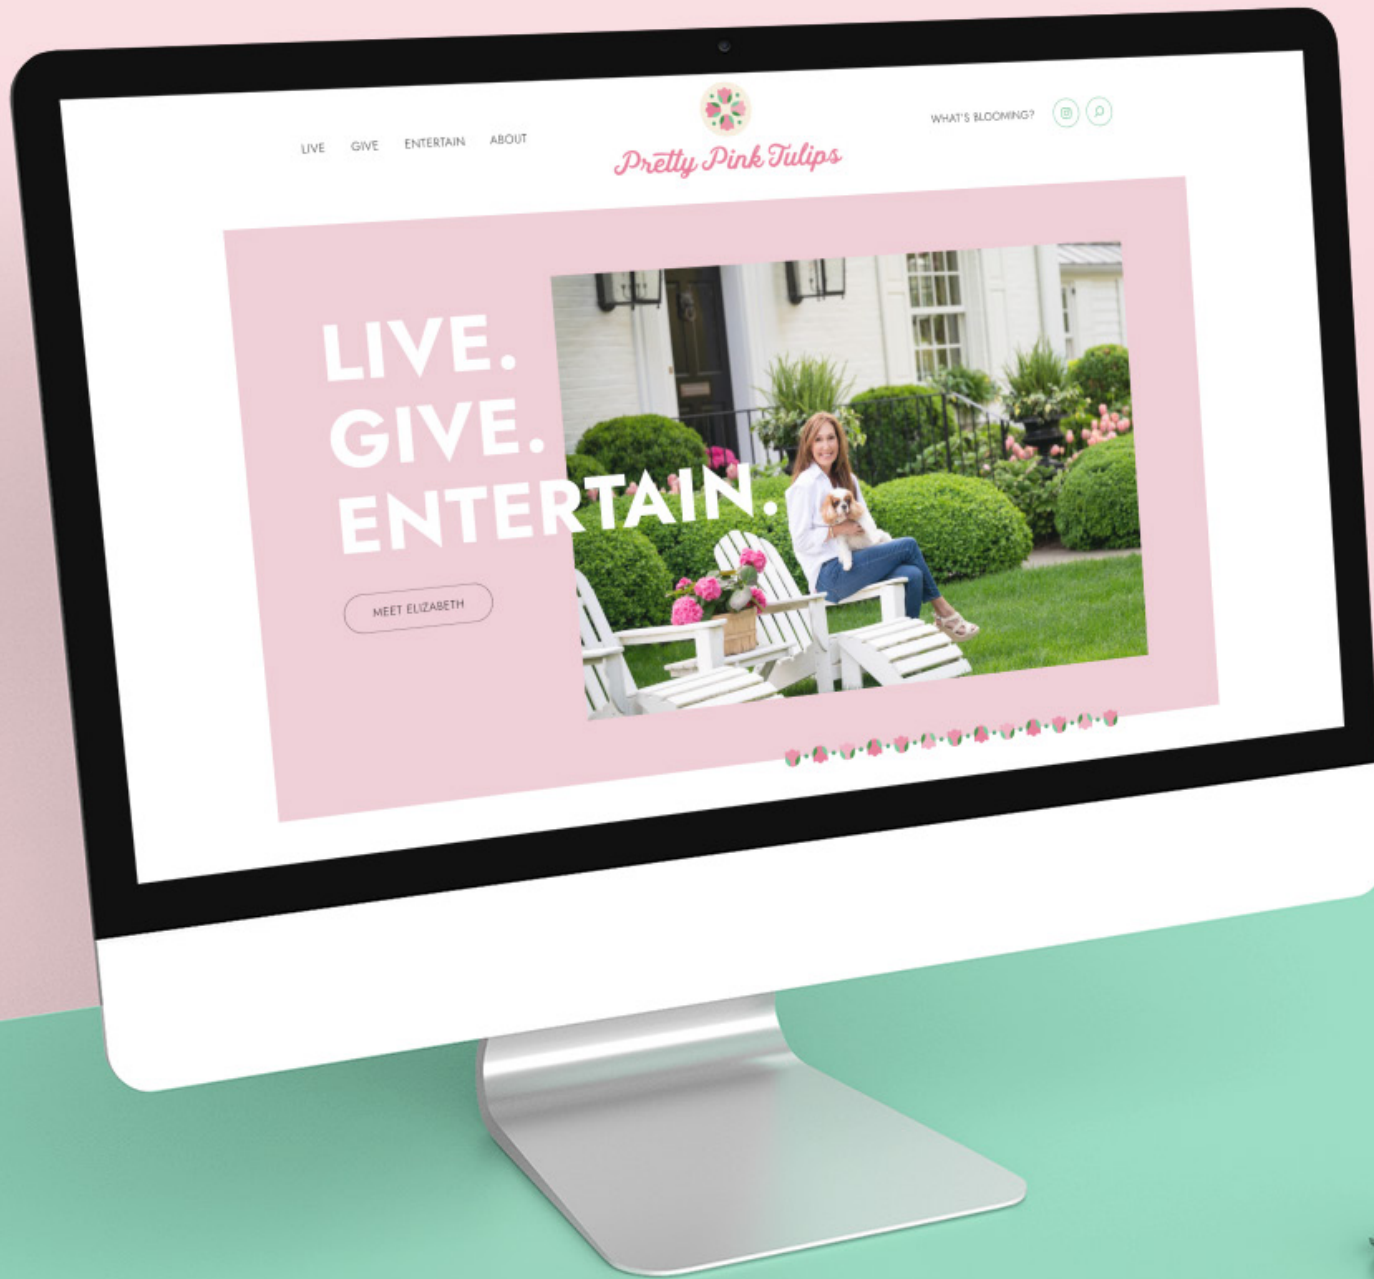 LIVE GIVE ENTERTAIN ABOUT
Pretty Pink Tulips
WHAT'S BLOOMING?
LIVE.
GIVE.
ENTERTAIN.
MEET ELIZABETH